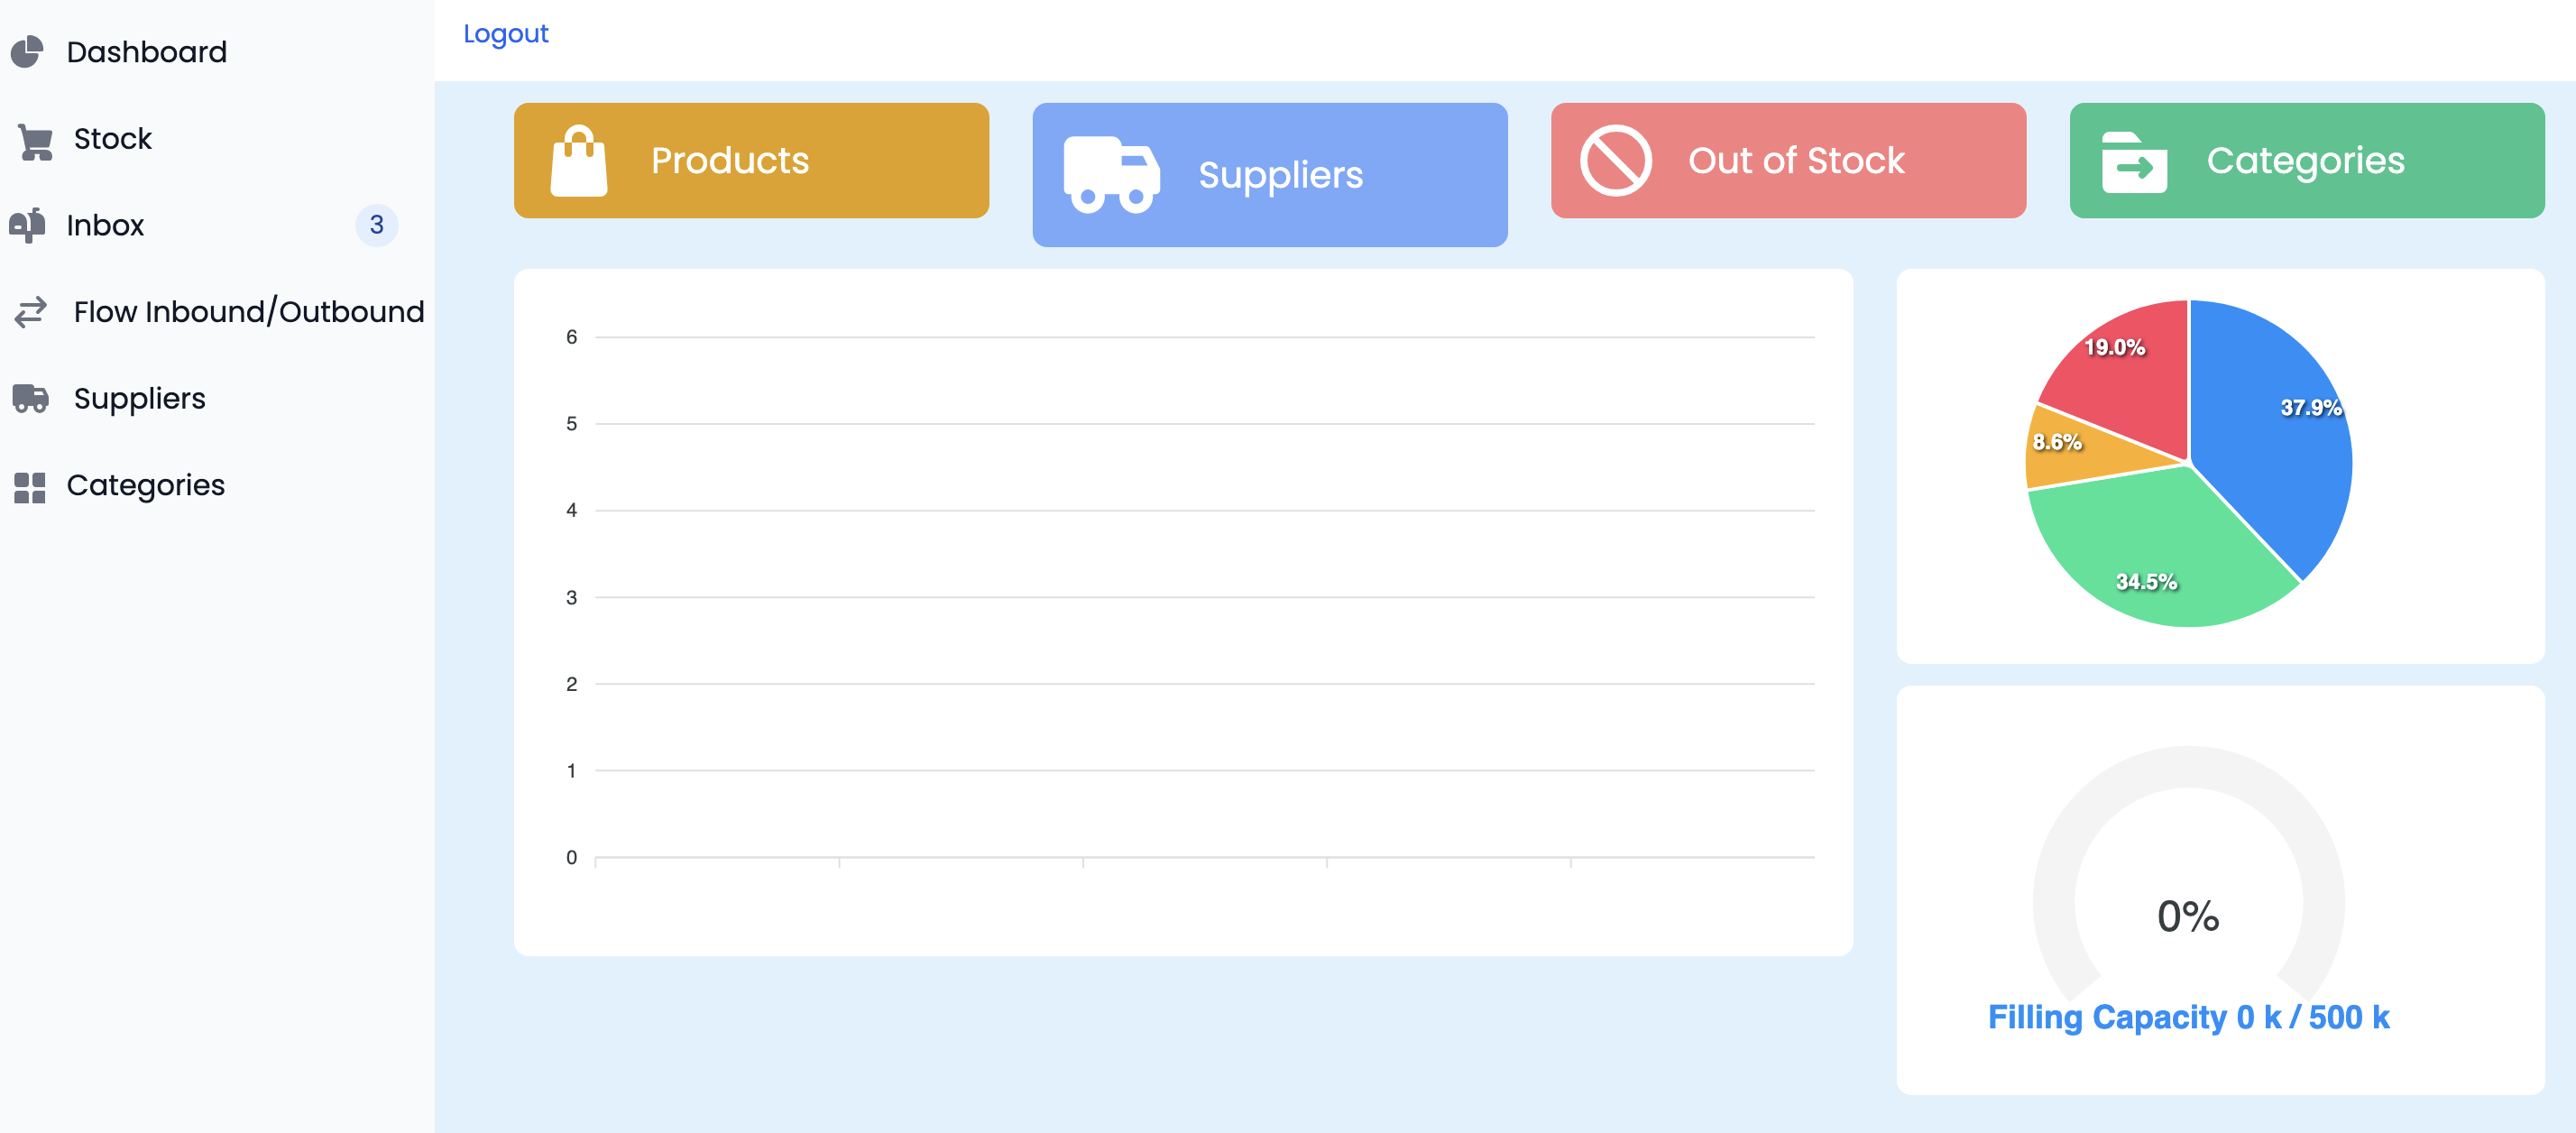 Dashboard
Stock
Inbox 3
Flow Inbound/Outbound
Suppliers
Categories
Logout
Products
Suppliers
Out of Stock
Categories
6
5
4
3
2
1
0
19.0%
37.9%
8.6%
34.5%
0%
Filling Capacity 0 k / 500 k